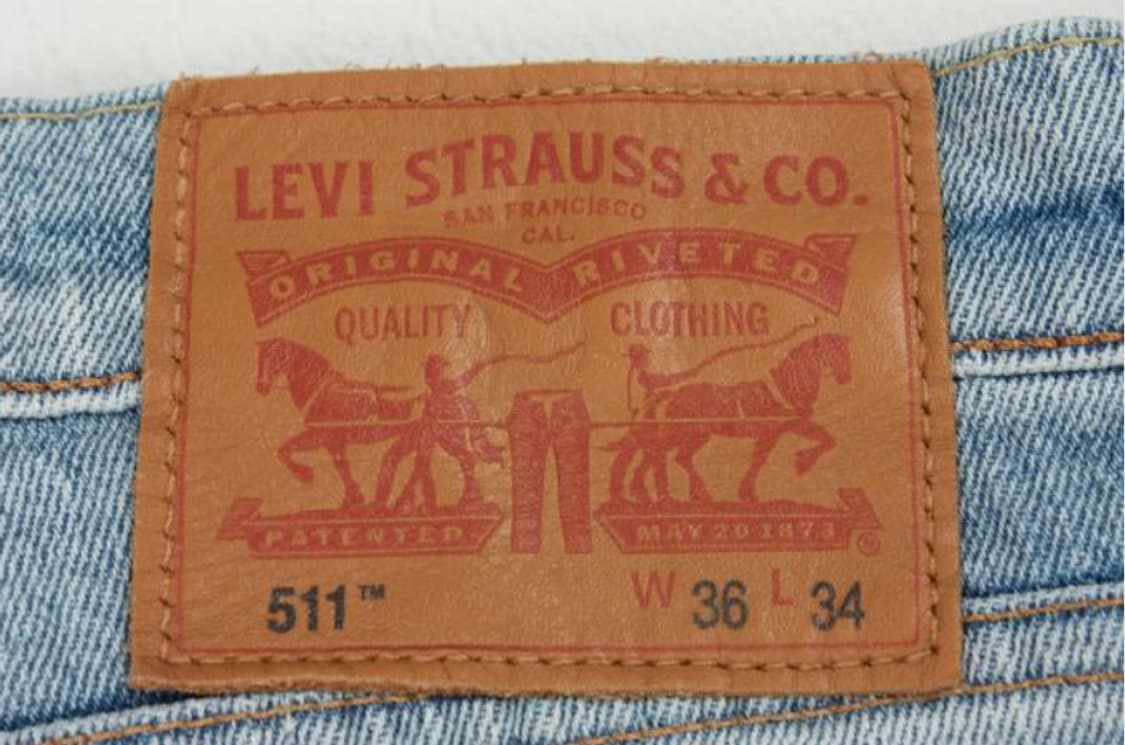 LEVI STRAUSS & CO.
SAN FRANCISCO
CAL.
ORIGINAL RIVETED
QUALITY CLOTHING
PATENTED MAY 20 1873 ®
511™ W 36 L 34